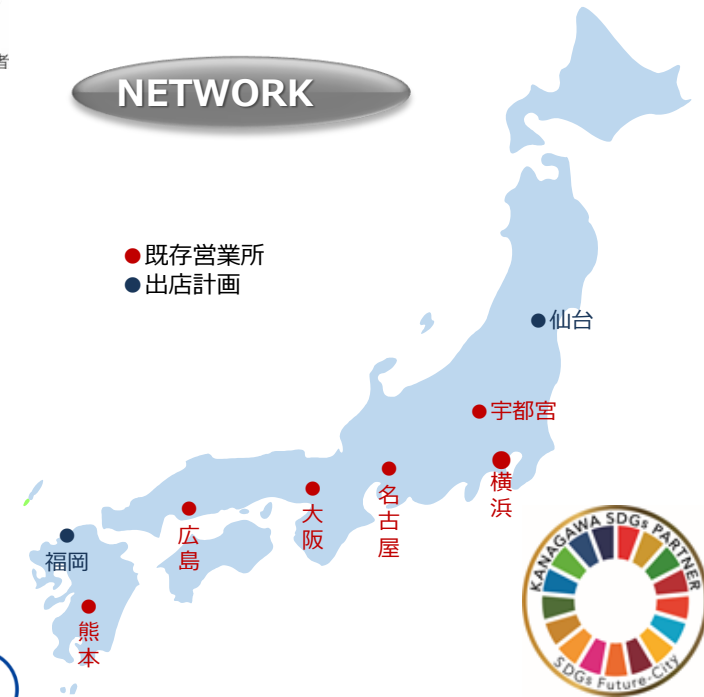 者
NETWORK
既存営業所
出店計画
仙台
宇都宮
横浜
名古屋
大阪
広島
福岡
熊本
KANAGAWA SDGs PARTNER
SDGs Future-City